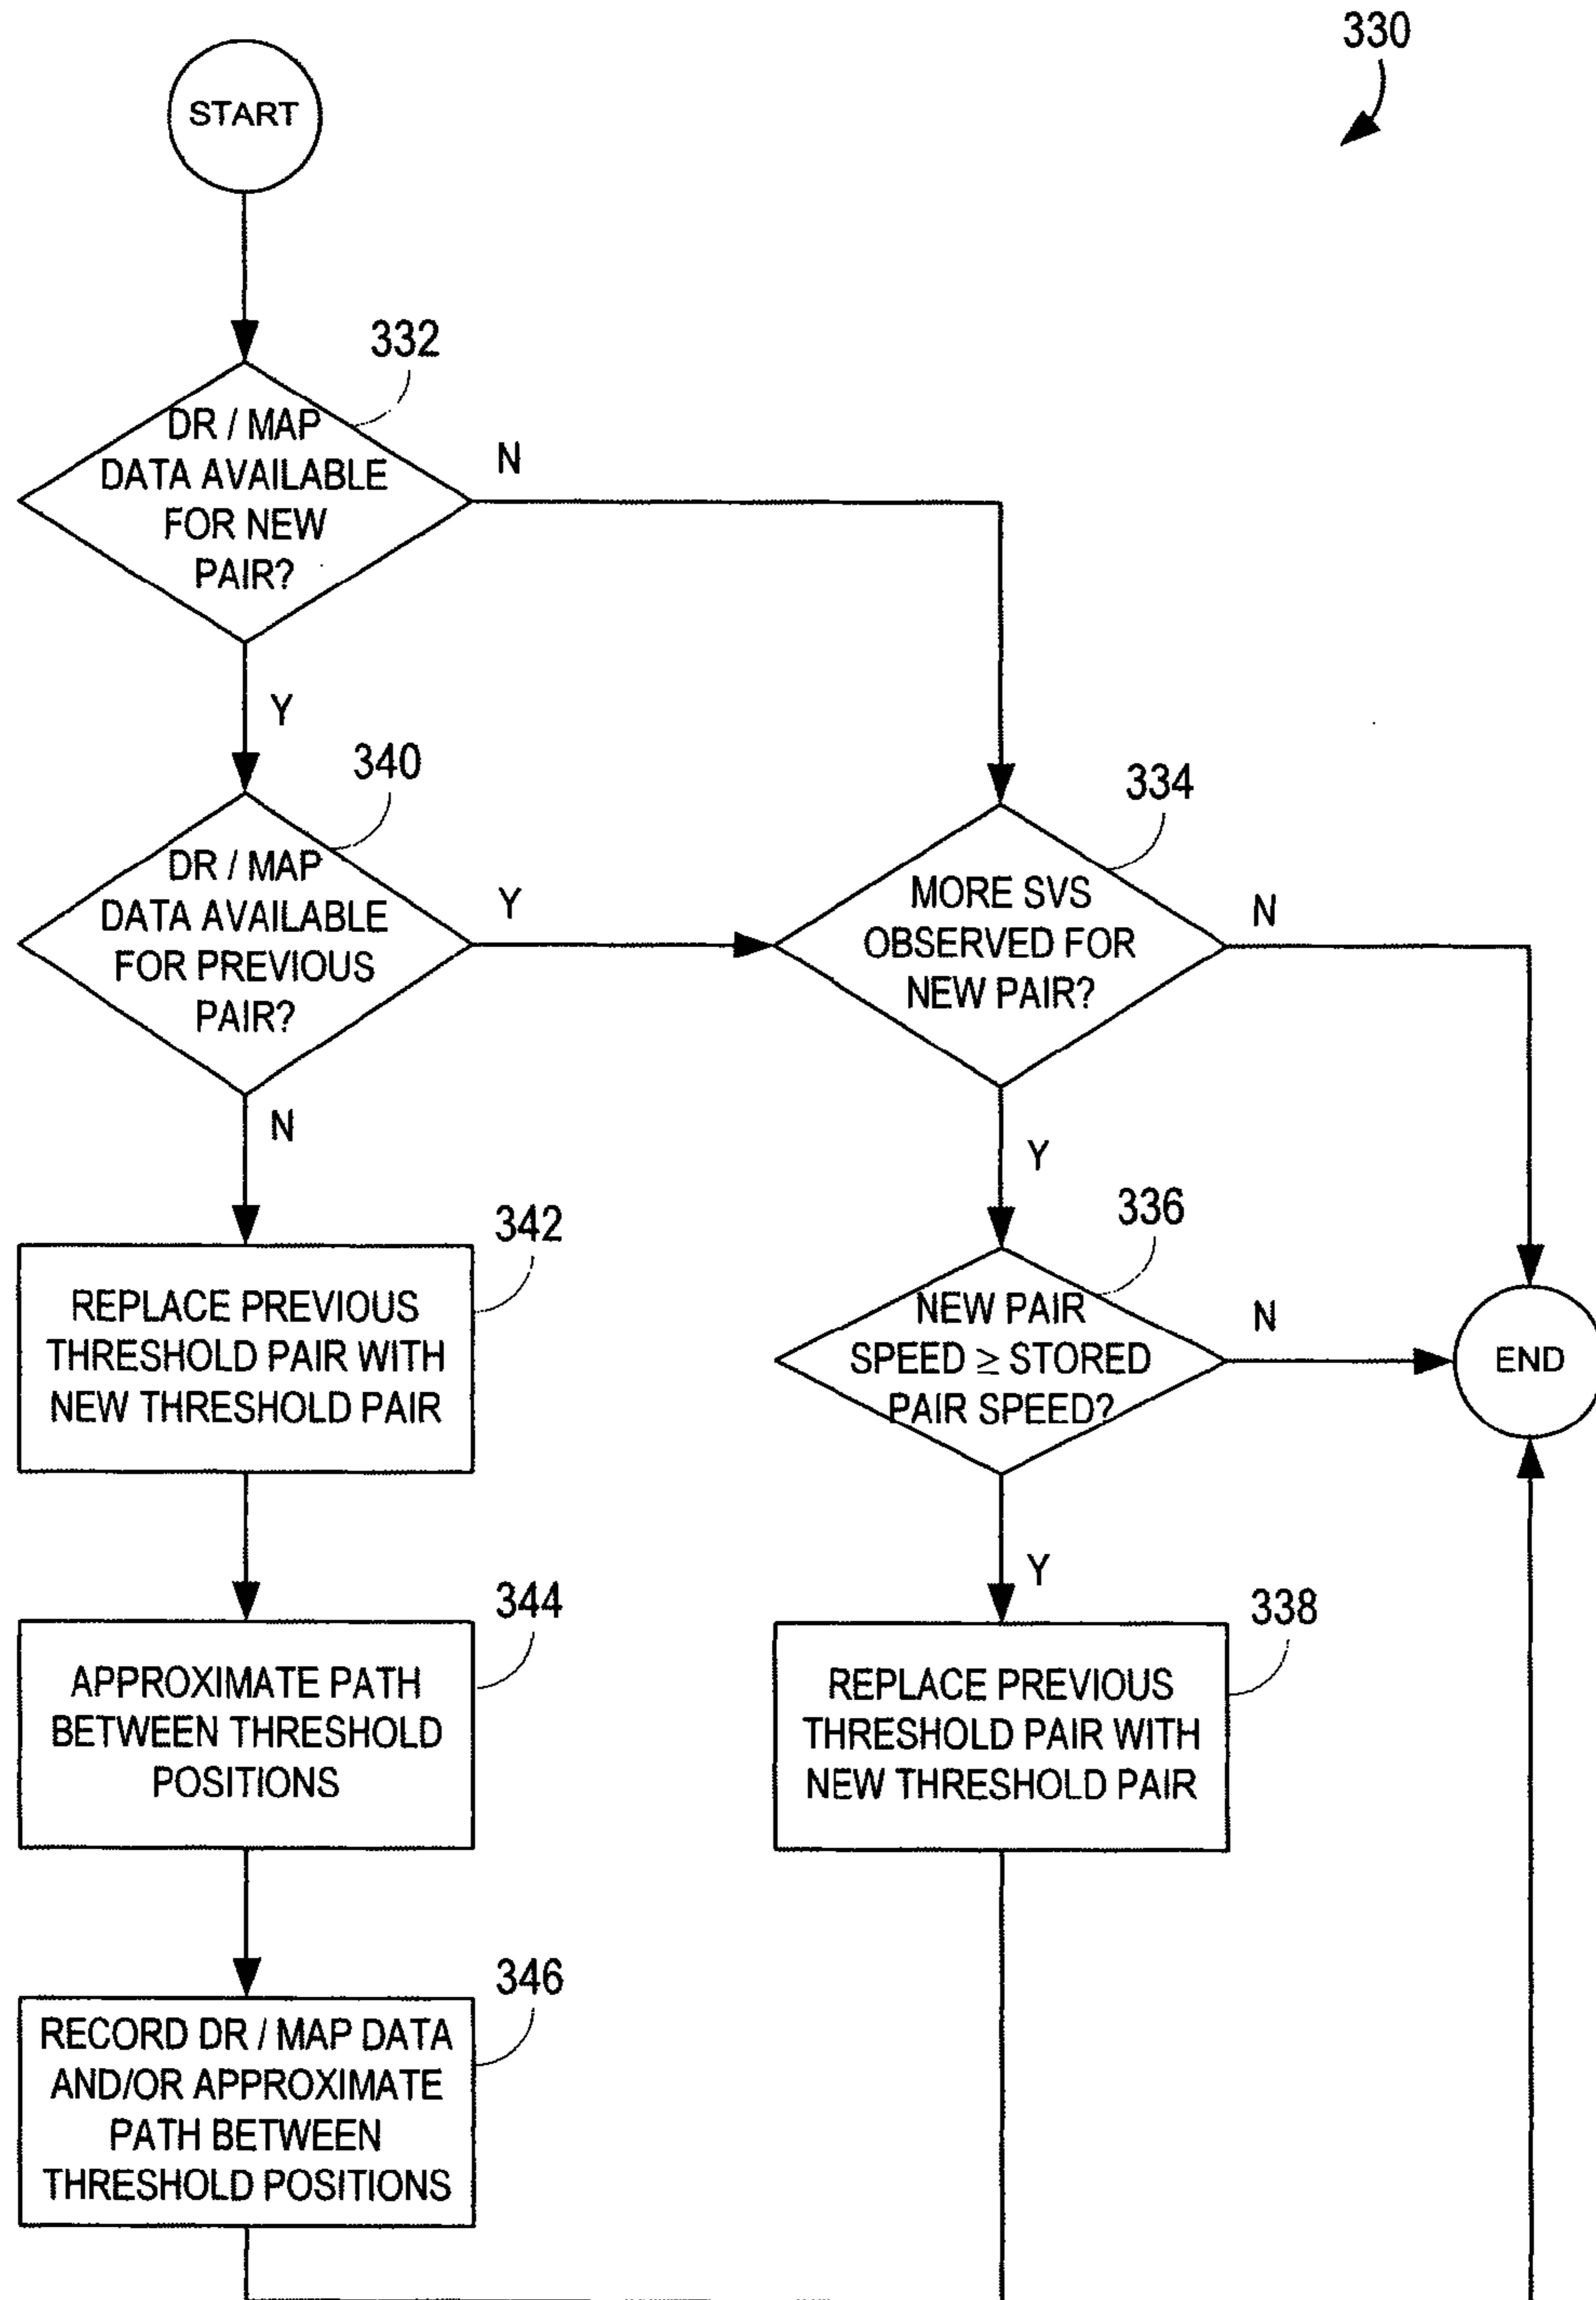 330
START
332
DR / MAP
DATA AVAILABLE
FOR NEW
PAIR?
N
Y
340
DR / MAP
DATA AVAILABLE
FOR PREVIOUS
PAIR?
Y
334
MORE SVS
OBSERVED FOR
NEW PAIR?
N
N
Y
342
REPLACE PREVIOUS
THRESHOLD PAIR WITH
NEW THRESHOLD PAIR
336
NEW PAIR
SPEED ≥ STORED
PAIR SPEED?
N
END
Y
344
APPROXIMATE PATH
BETWEEN THRESHOLD
POSITIONS
338
REPLACE PREVIOUS
THRESHOLD PAIR WITH
NEW THRESHOLD PAIR
346
RECORD DR / MAP DATA
AND/OR APPROXIMATE
PATH BETWEEN
THRESHOLD POSITIONS